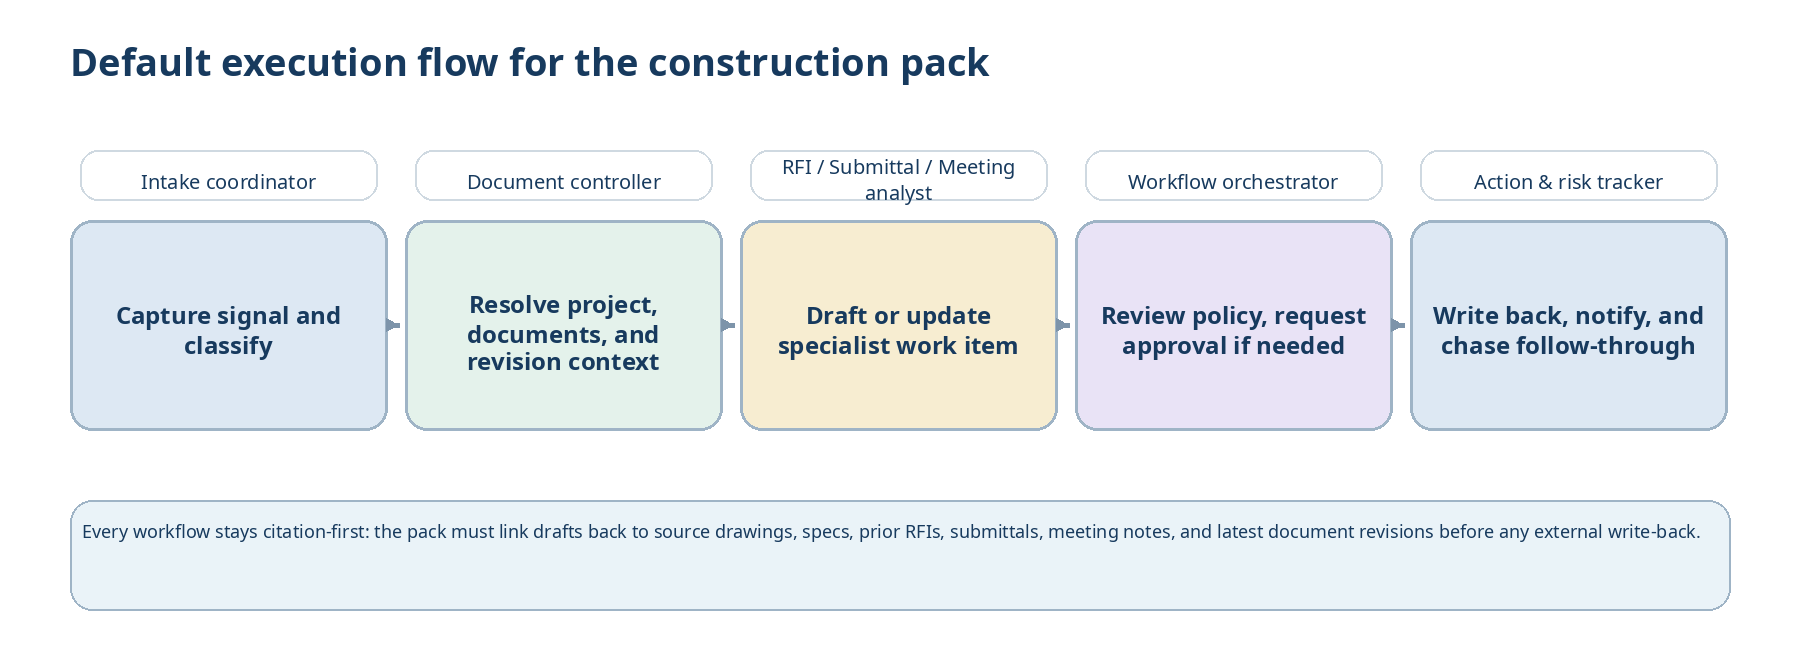 Default execution flow for the construction pack
Intake coordinator
Document controller
RFI / Submittal / Meeting
analyst
Workflow orchestrator
Action & risk tracker
Capture signal and
classify
Resolve project,
documents, and
revision context
Draft or update
specialist work item
Review policy, request
approval if needed
Write back, notify, and
chase follow-through
Every workflow stays citation-first: the pack must link drafts back to source drawings, specs, prior RFIs, submittals, meeting notes, and latest document revisions before any external write-back.